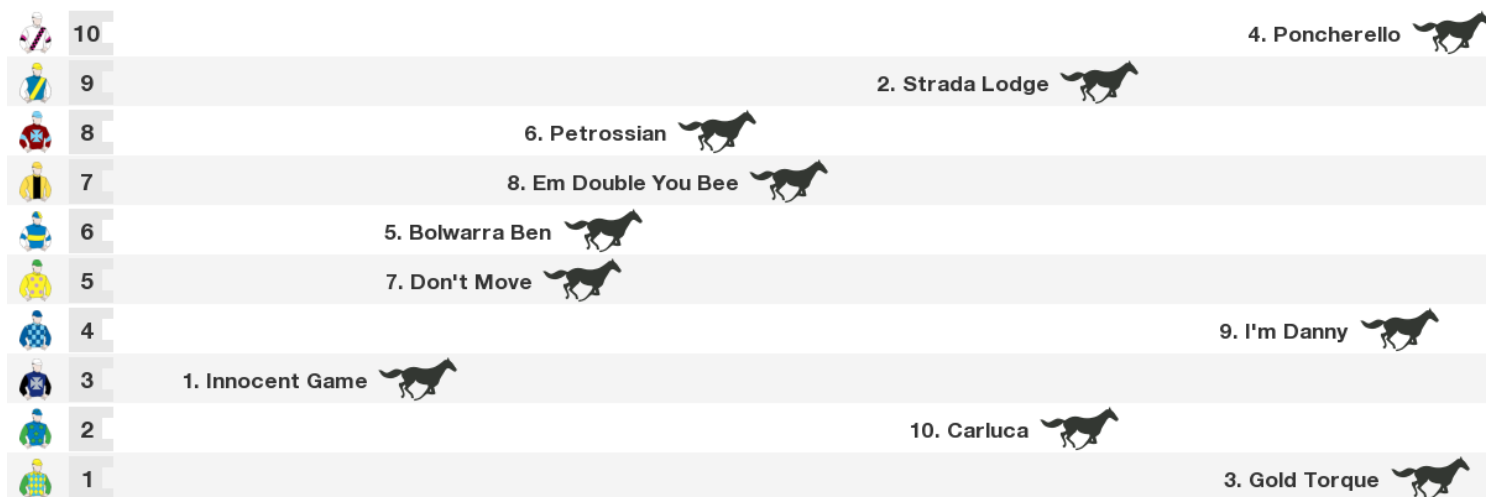 10 4. Poncherello
9 2. Strada Lodge
8 6. Petrossian
7 8. Em Double You Bee
6 5. Bolwarra Ben
5 7. Don't Move
4 9. I'm Danny
3 1. Innocent Game
2 10. Carluca
1 3. Gold Torque